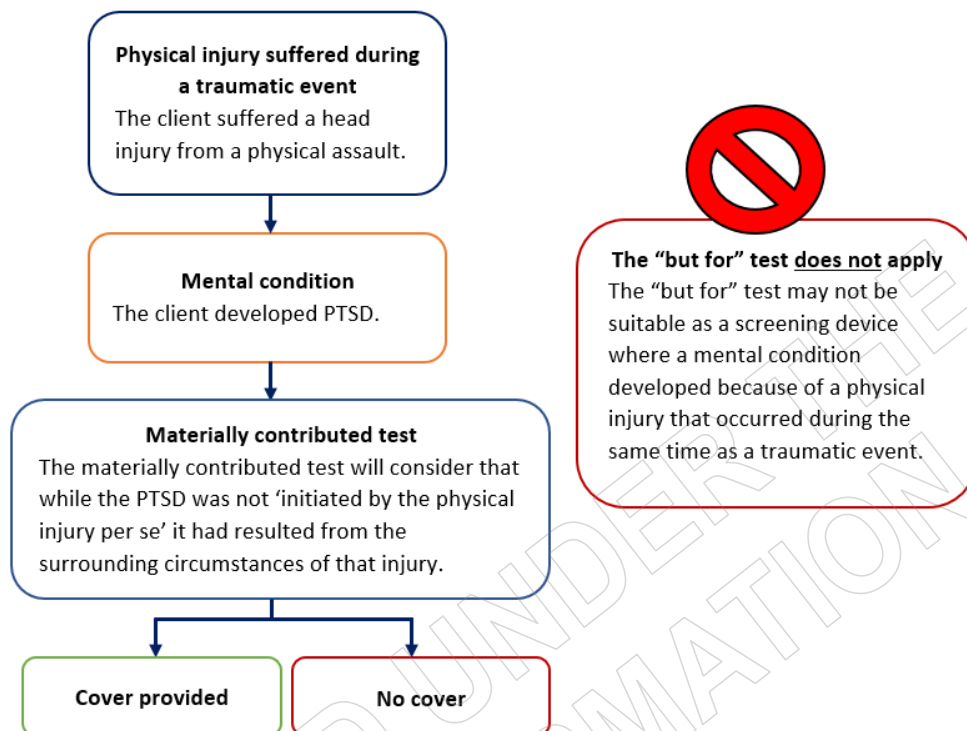 Physical injury suffered during
a traumatic event
The client suffered a head
injury from a physical assault.
Mental condition
The client developed PTSD.
Materially contributed test
The materially contributed test will consider that
while the PTSD was not ‘initiated by the physical
injury per se’ it had resulted from the
surrounding circumstances of that injury.
Cover provided
No cover
The “but for” test does not apply
The “but for” test may not be
suitable as a screening device
where a mental condition
developed because of a physical
injury that occurred during the
same time as a traumatic event.
UNDER THE